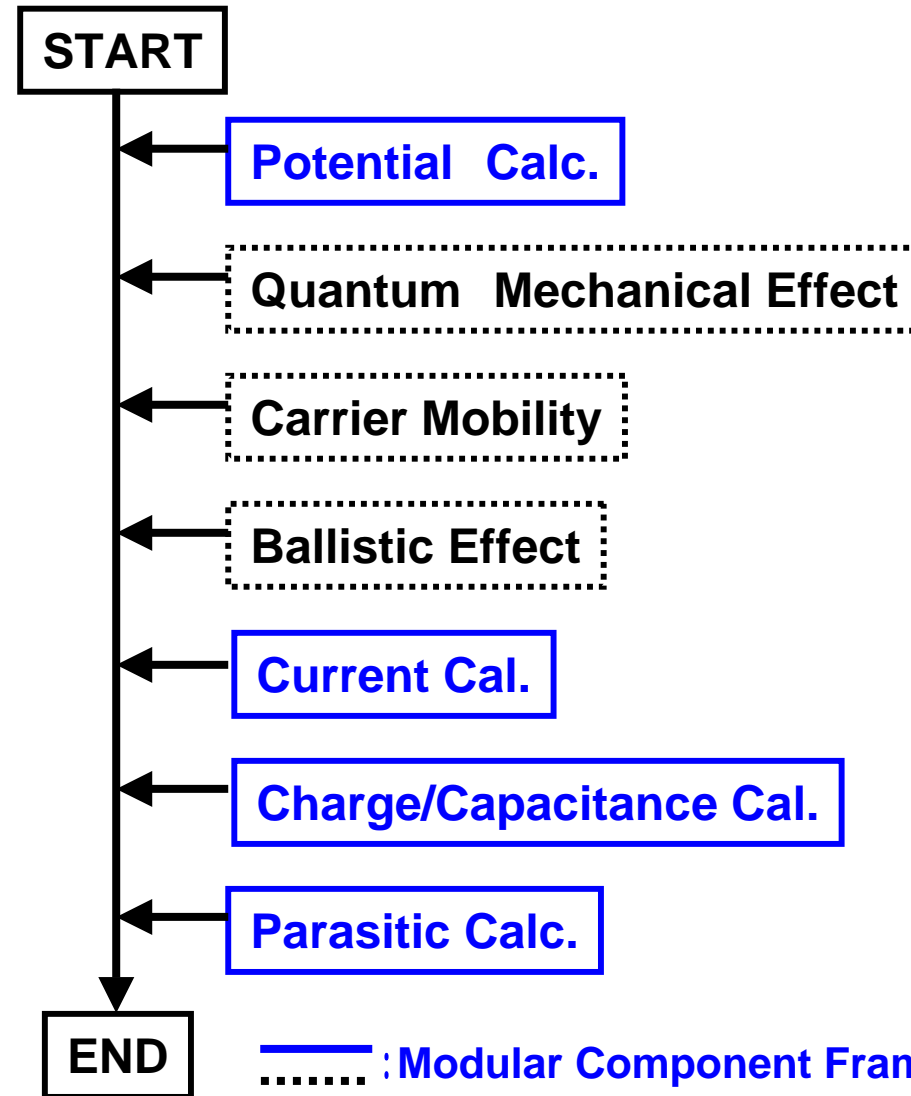 START
Potential Calc.
Quantum Mechanical Effect
Carrier Mobility
Ballistic Effect
Current Cal.
Charge/Capacitance Cal.
Parasitic Calc.
END
: Modular Component